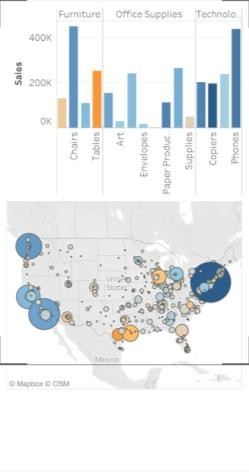 Furniture Office Supplies Technolo..
Sales
400K
200K
0K
Chairs
Tables
Art
Envelopes
Paper Produc..
Supplies
Copiers
Phones
United
States
Mexico
© Mapbox © OSM